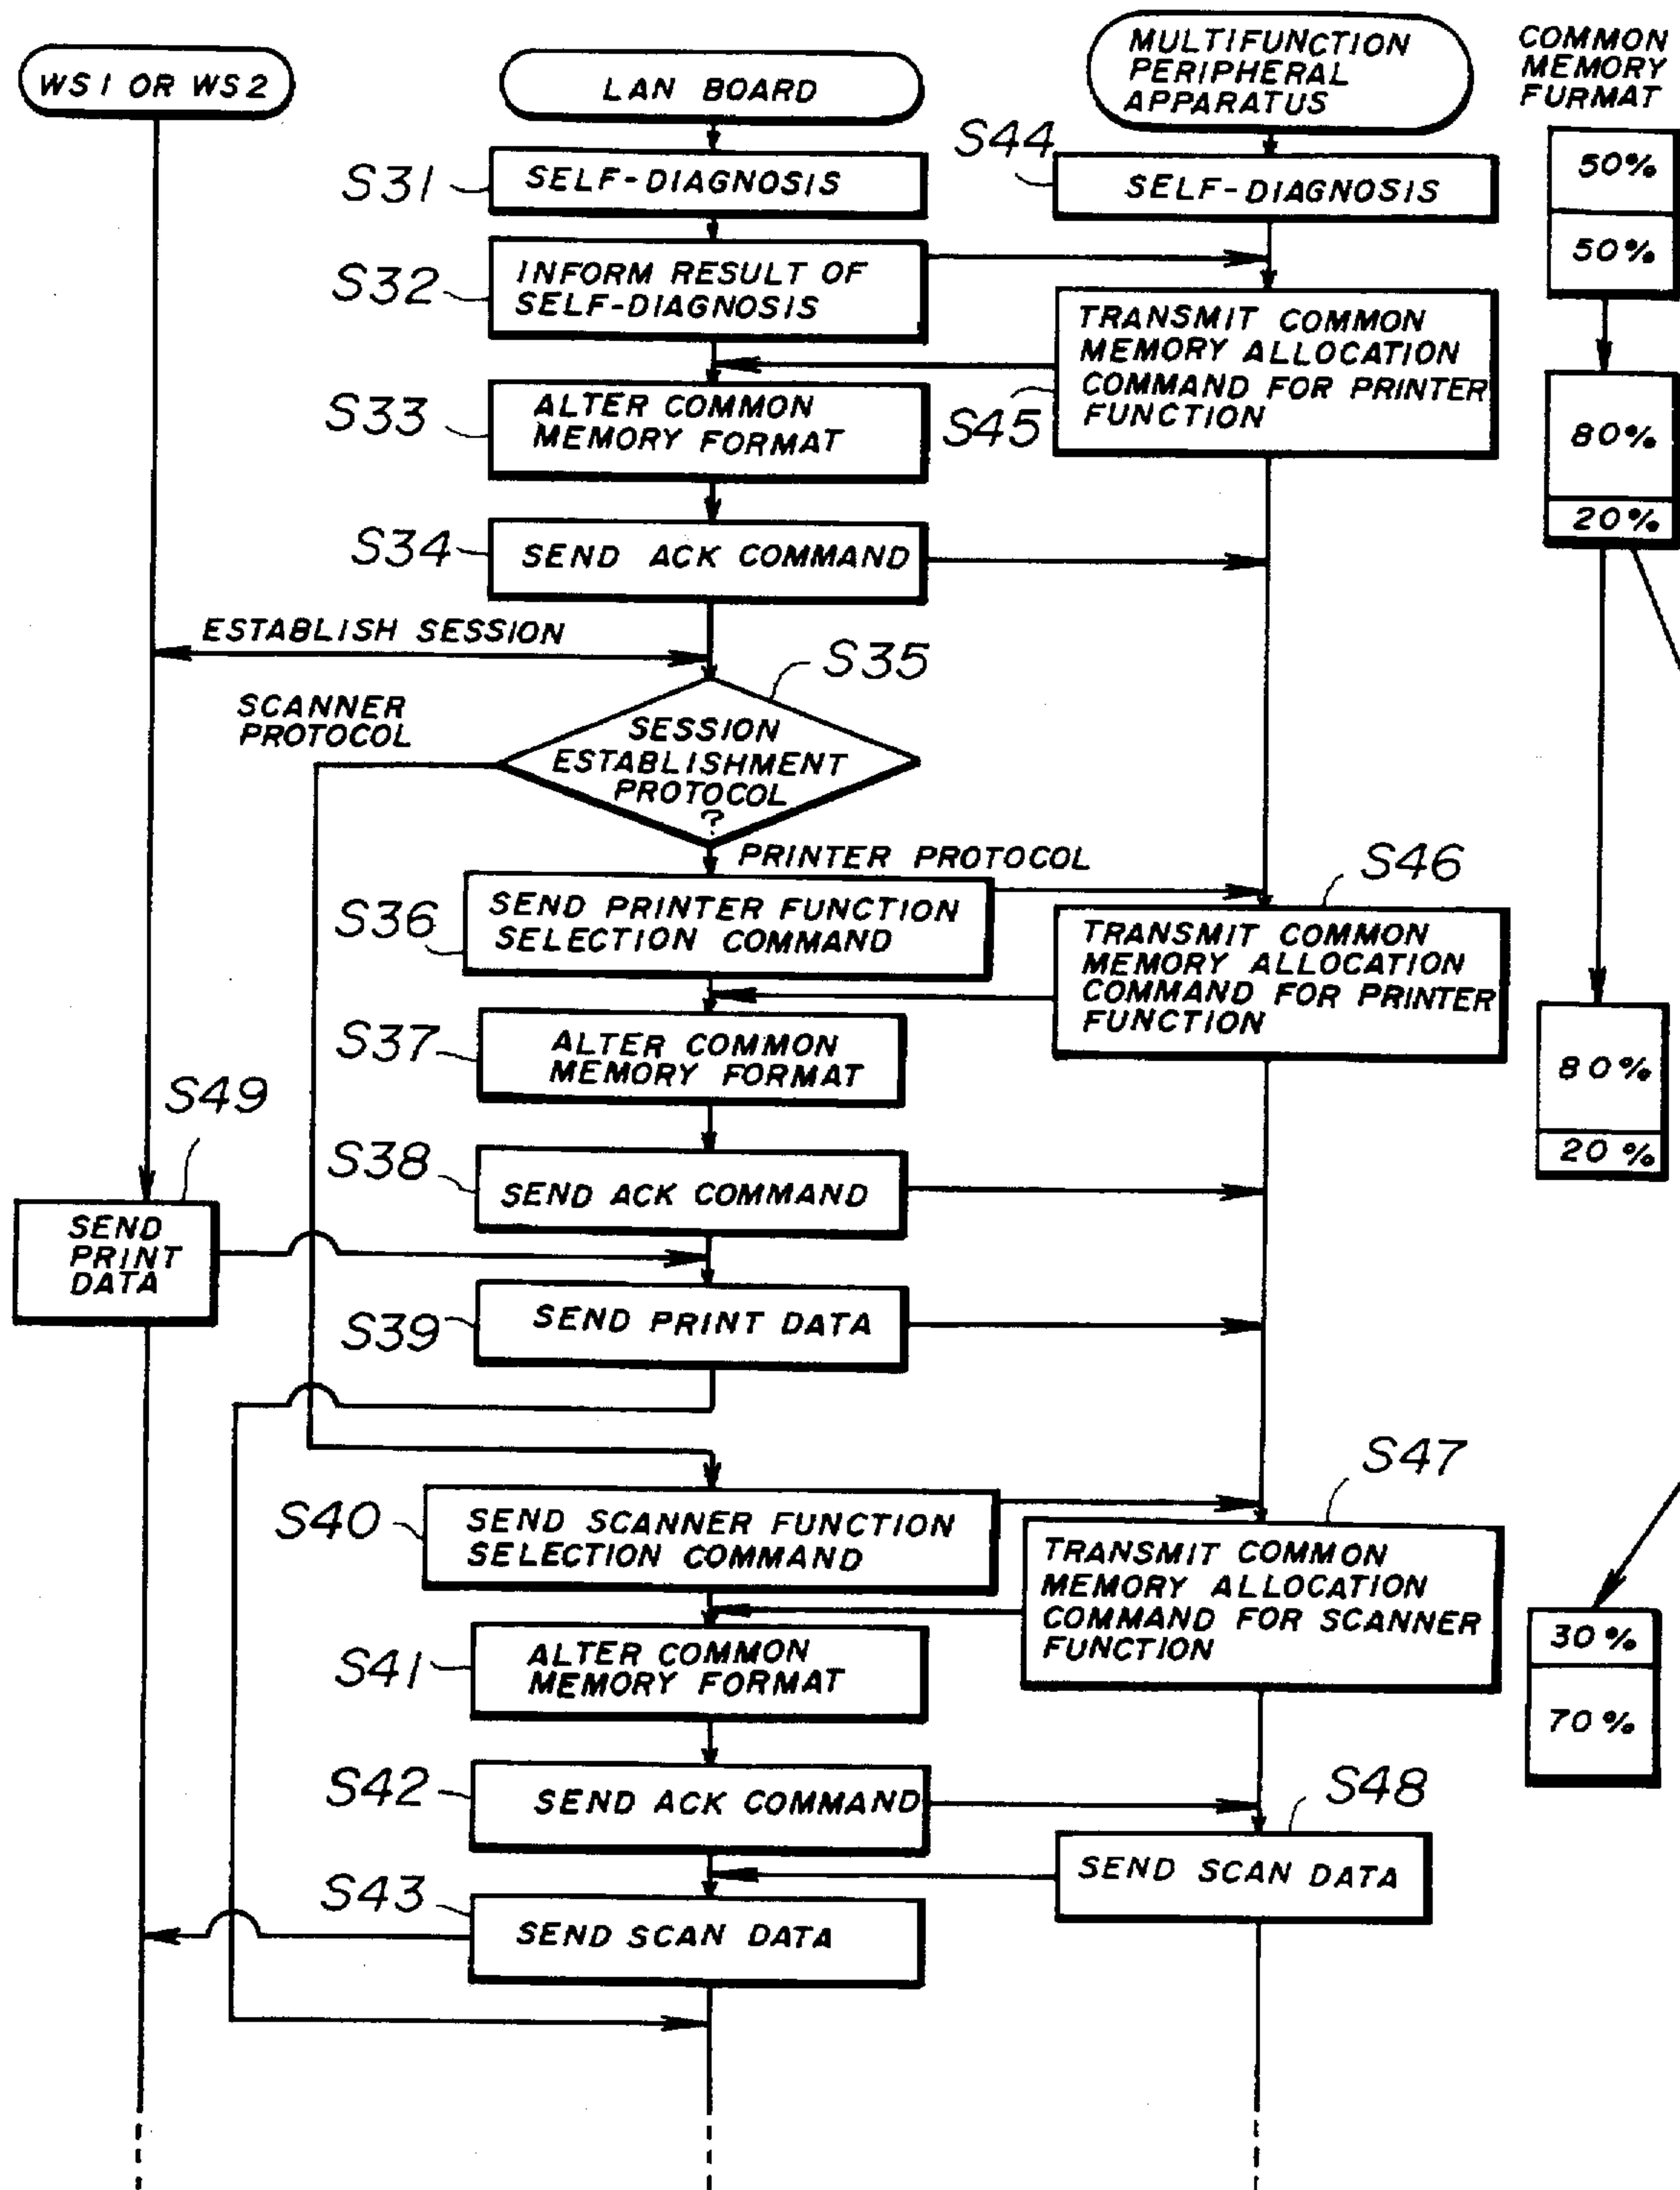 WS1 OR WS2
LAN BOARD
MULTIFUNCTION
PERIPHERAL
APPARATUS
COMMON
MEMORY
FURMAT
S31
SELF-DIAGNOSIS
S44
SELF-DIAGNOSIS
50%
50%
S32
INFORM RESULT OF
SELF-DIAGNOSIS
TRANSMIT COMMON
MEMORY ALLOCATION
COMMAND FOR PRINTER
FUNCTION
S45
S33
ALTER COMMON
MEMORY FORMAT
80%
20%
S34
SEND ACK COMMAND
ESTABLISH SESSION
S35
SCANNER
PROTOCOL
SESSION
ESTABLISHMENT
PROTOCOL
?
PRINTER PROTOCOL
S36
SEND PRINTER FUNCTION
SELECTION COMMAND
S46
TRANSMIT COMMON
MEMORY ALLOCATION
COMMAND FOR PRINTER
FUNCTION
S37
ALTER COMMON
MEMORY FORMAT
80%
20%
S49
S38
SEND ACK COMMAND
SEND
PRINT
DATA
S39
SEND PRINT DATA
S40
SEND SCANNER FUNCTION
SELECTION COMMAND
S47
TRANSMIT COMMON
MEMORY ALLOCATION
COMMAND FOR SCANNER
FUNCTION
30%
70%
S41
ALTER COMMON
MEMORY FORMAT
S42
SEND ACK COMMAND
S48
SEND SCAN DATA
S43
SEND SCAN DATA